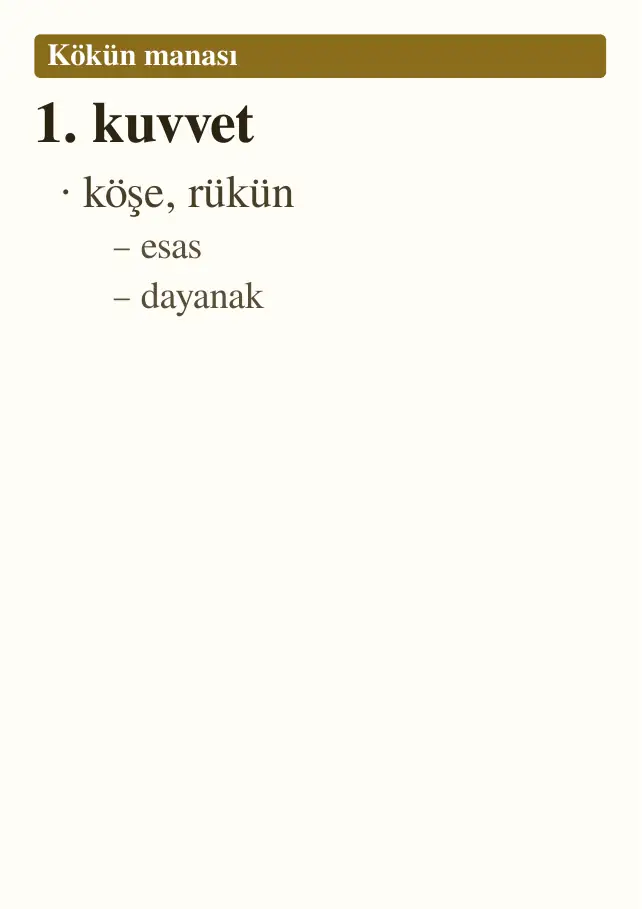 Kökün manası
1. kuvvet
· köşe, rükün
– esas
– dayanak